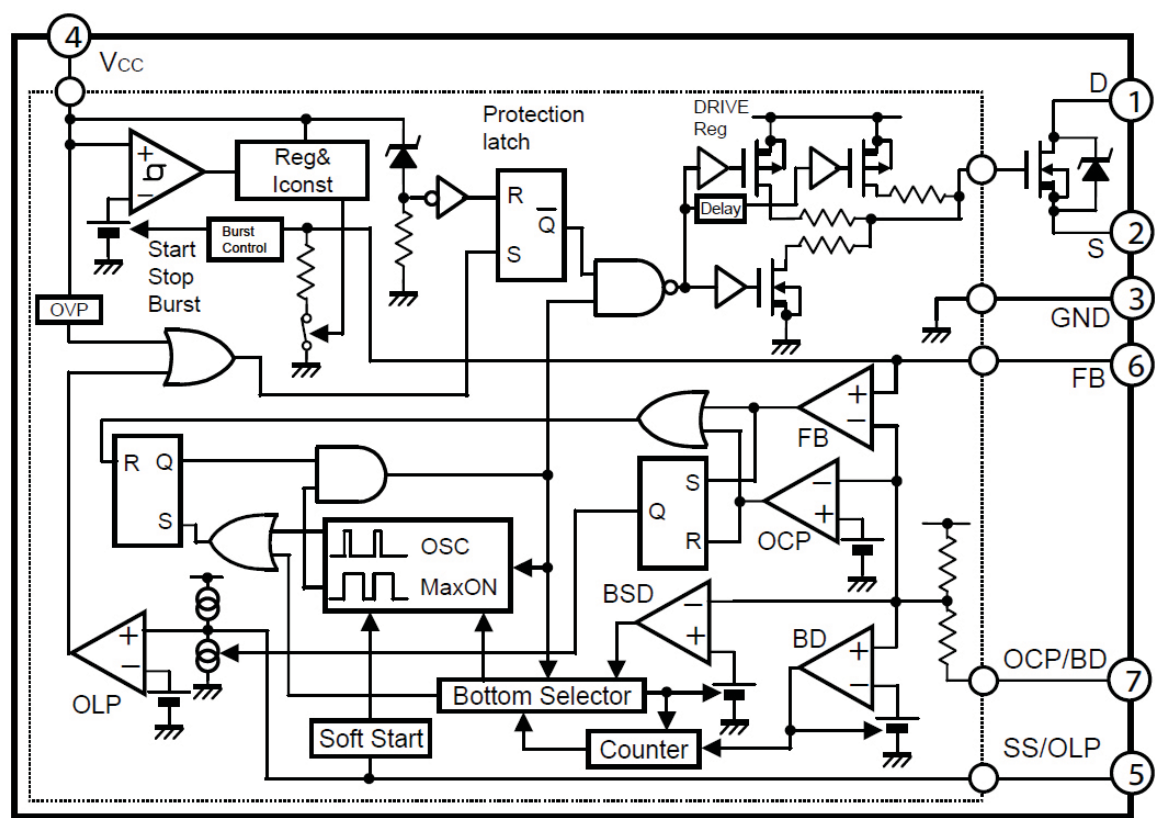 4
VCC
D
1
Protection
latch
DRIVE
Reg
+
−
Reg&
Iconst
R
Q
S
Delay
Burst
Control
Start
Stop
Burst
2
S
OVP
3
GND
6
FB
+
−
FB
R
Q
S
S
Q
R
−
+
OCP
OSC
MaxON
BSD
−
+
BD
+
−
OCP/BD
7
+
−
OLP
Bottom Selector
Soft Start
Counter
SS/OLP
5